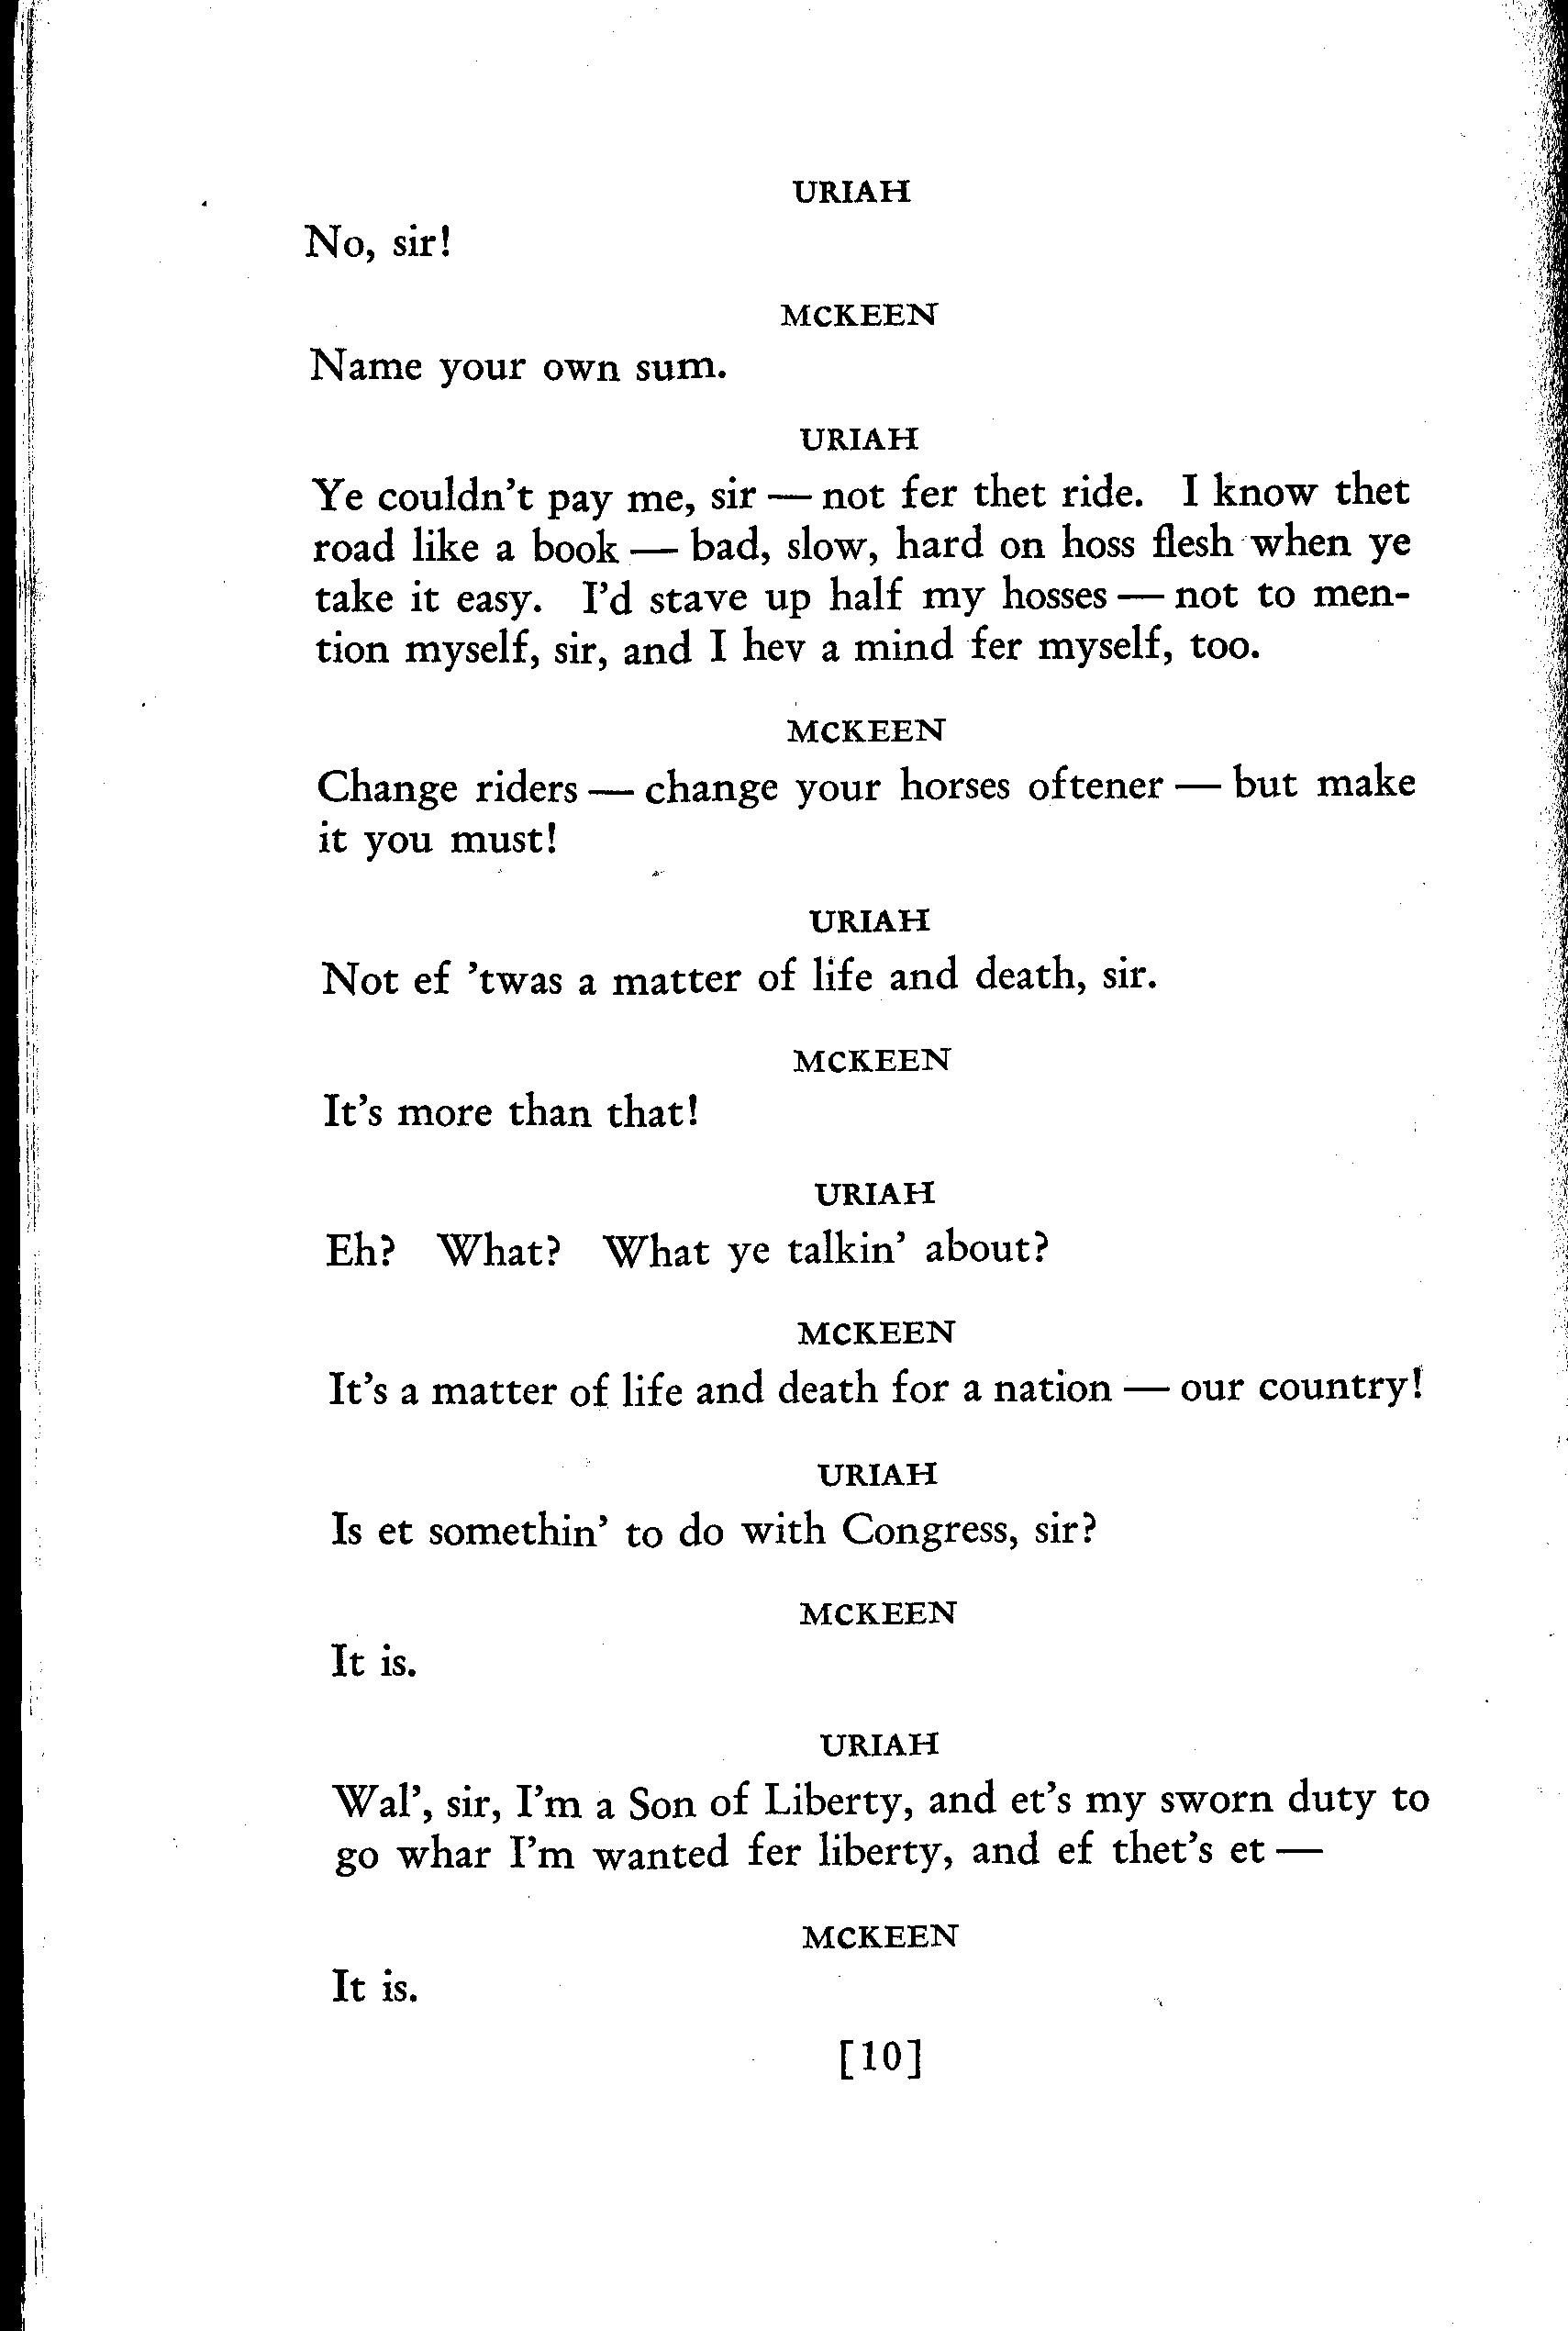 URIAH
No, sir!
MCKEEN
Name your own sum.
URIAH
Ye couldn't pay me, sir — not fer thet ride. I know thet
road like a book — bad, slow, hard on hoss flesh when ye
take it easy. I'd stave up half my hosses — not to men-
tion myself, sir, and I hev a mind fer myself, too.
MCKEEN
Change riders — change your horses oftener — but make
it you must!
URIAH
Not ef 'twas a matter of life and death, sir.
MCKEEN
It's more than that!
URIAH
Eh? What? What ye talkin' about?
MCKEEN
It's a matter of life and death for a nation — our country!
URIAH
Is et somethin' to do with Congress, sir?
MCKEEN
It is.
URIAH
Wal', sir, I'm a Son of Liberty, and et's my sworn duty to
go whar I'm wanted fer liberty, and ef thet's et —
MCKEEN
It is.
[10]